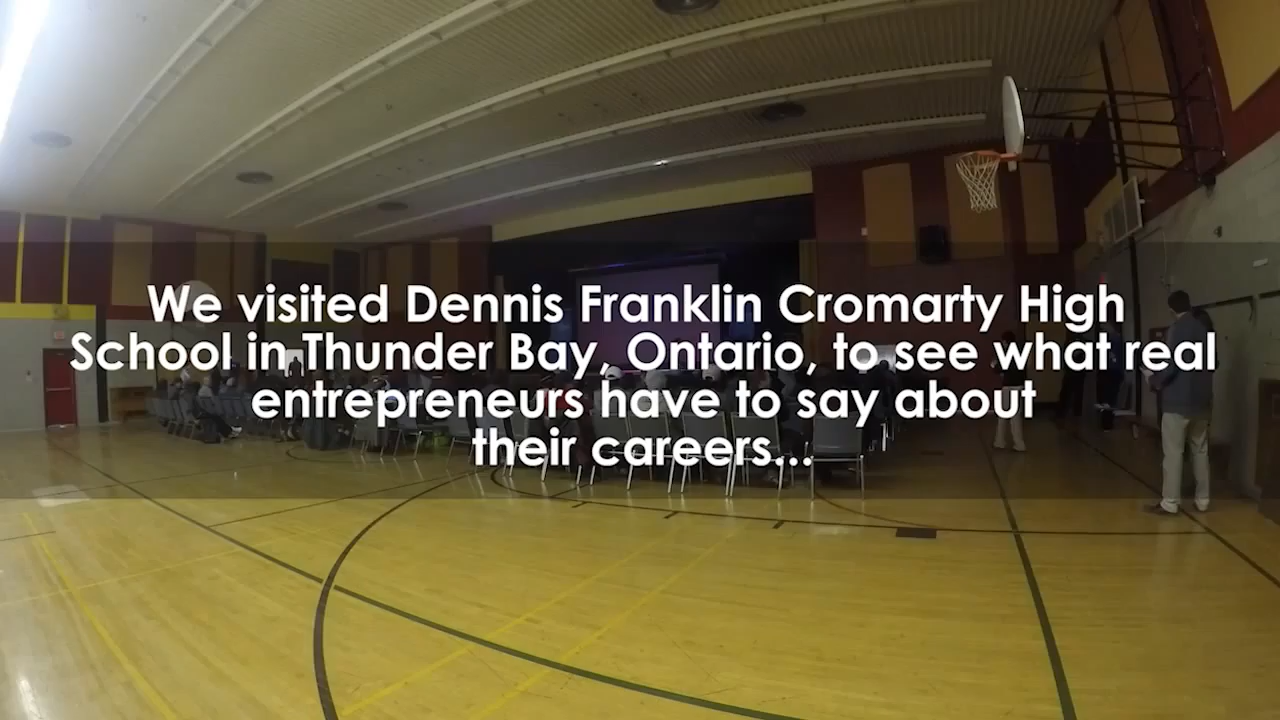 We visited Dennis Franklin Cromarty High
School in Thunder Bay, Ontario, to see what real
entrepreneurs have to say about
their careers...